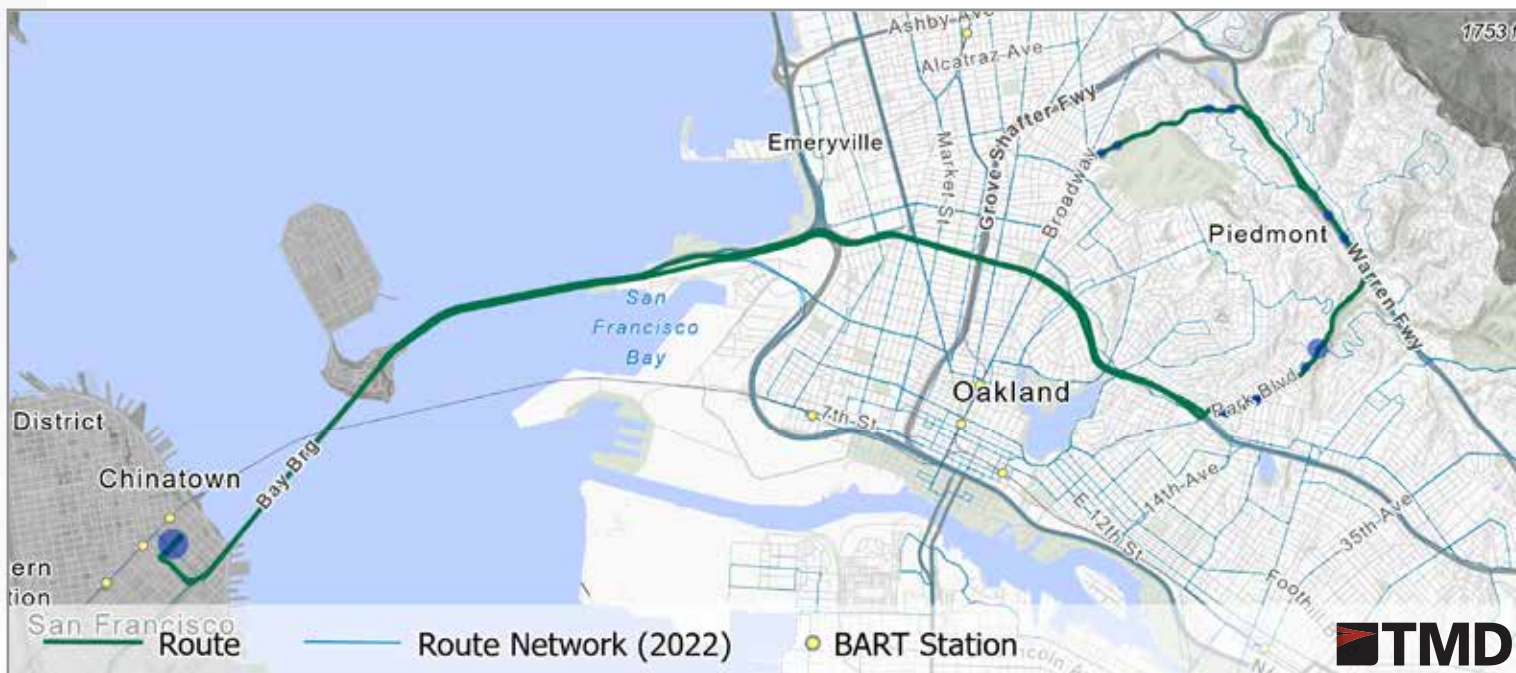 Ashby Ave
1753 f
Alcatraz Ave
Grove-Shafter Fwy
Emeryville
Market St
Broadway
Piedmont
Warren Fwy
San
Francisco
Bay
Oakland
Park Blvd
District
7th St
Chinatown
Bay Brg
14th Ave
E 12th St
35th Ave
ern
tion
Foothill B
San Francisco
Route
Route Network (2022)
BART Station
TMD